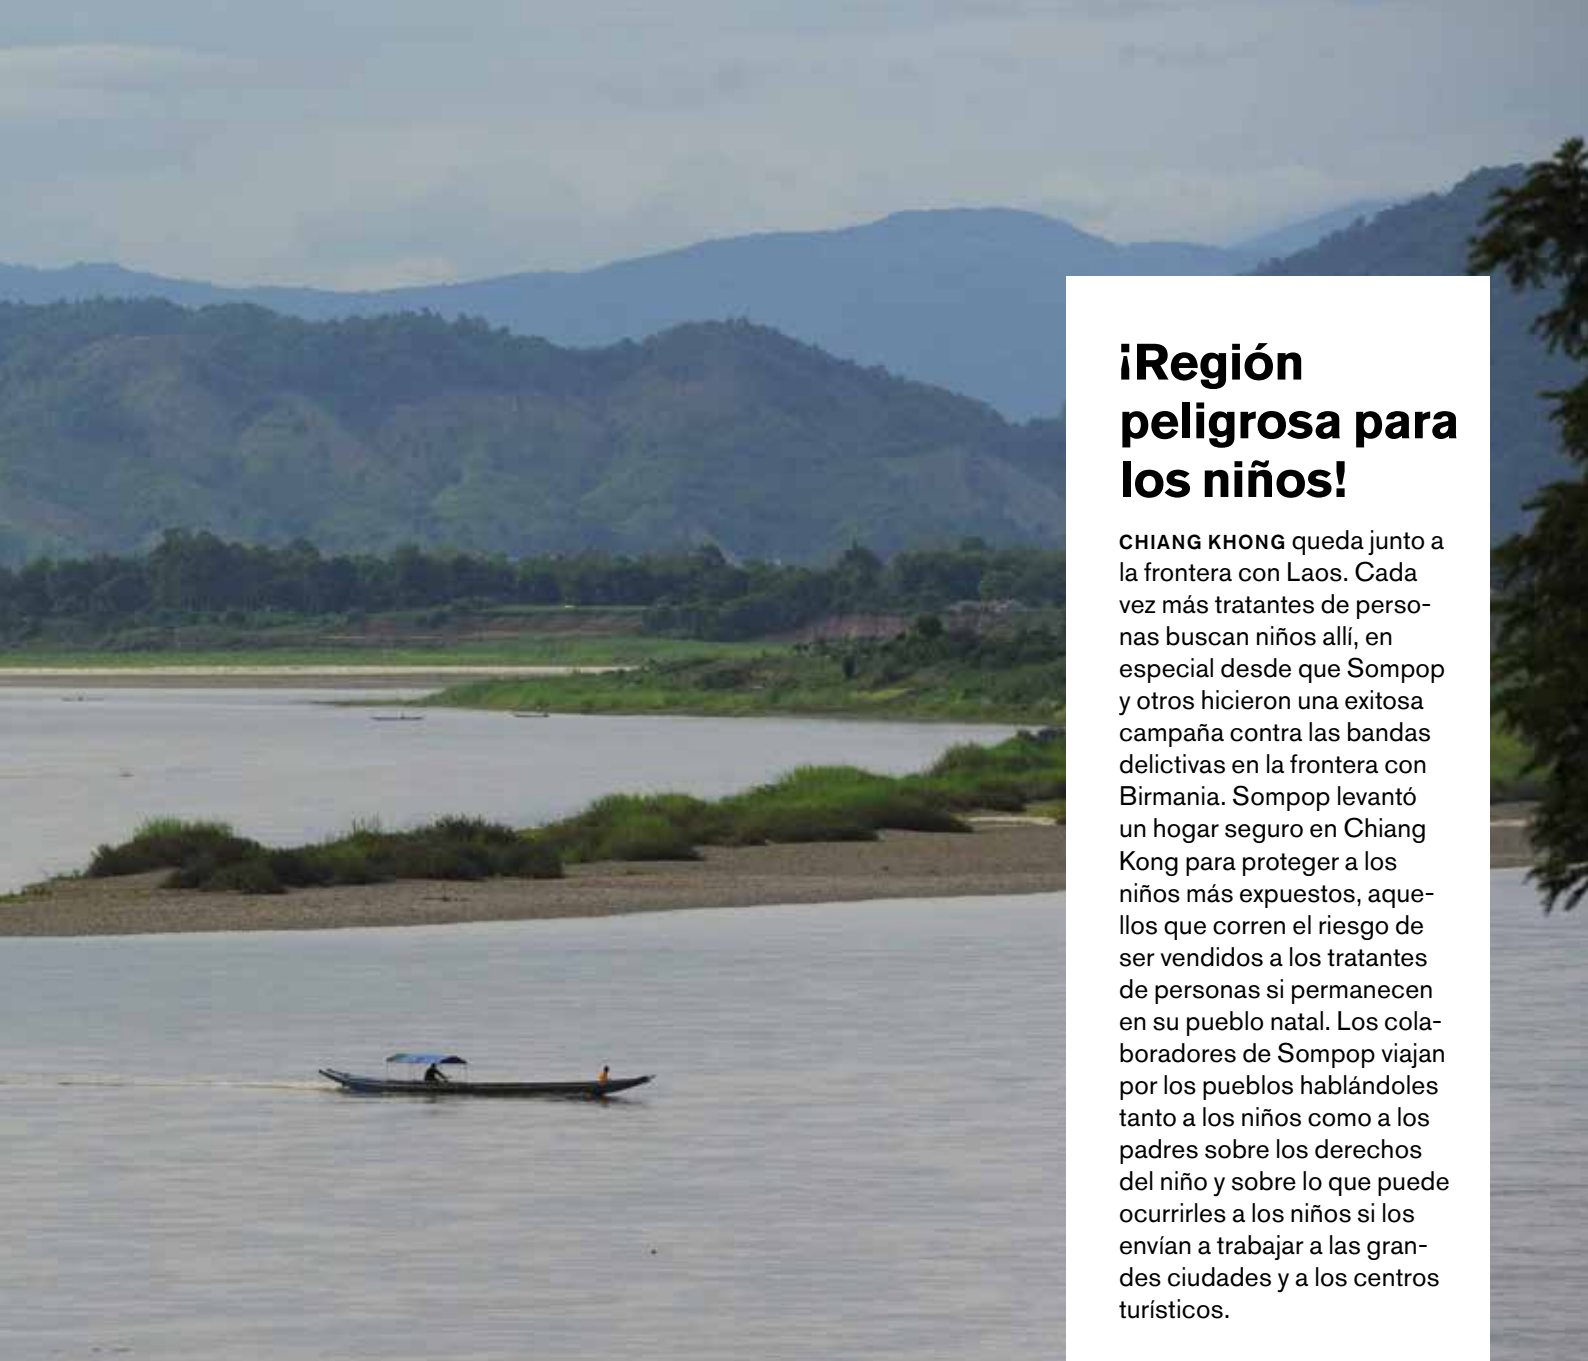 ¡Región
peligrosa para
los niños!
CHIANG KHONG queda junto a
la frontera con Laos. Cada
vez más tratantes de perso-
nas buscan niños allí, en
especial desde que Sompop
y otros hicieron una exitosa
campaña contra las bandas
delictivas en la frontera con
Birmania. Sompop levantó
un hogar seguro en Chiang
Kong para proteger a los
niños más expuestos, aque-
llos que corren el riesgo de
ser vendidos a los tratantes
de personas si permanecen
en su pueblo natal. Los cola-
boradores de Sompop viajan
por los pueblos hablándoles
tanto a los niños como a los
padres sobre los derechos
del niño y sobre lo que puede
ocurrirles a los niños si los
envían a trabajar a las gran-
des ciudades y a los centros
turísticos.